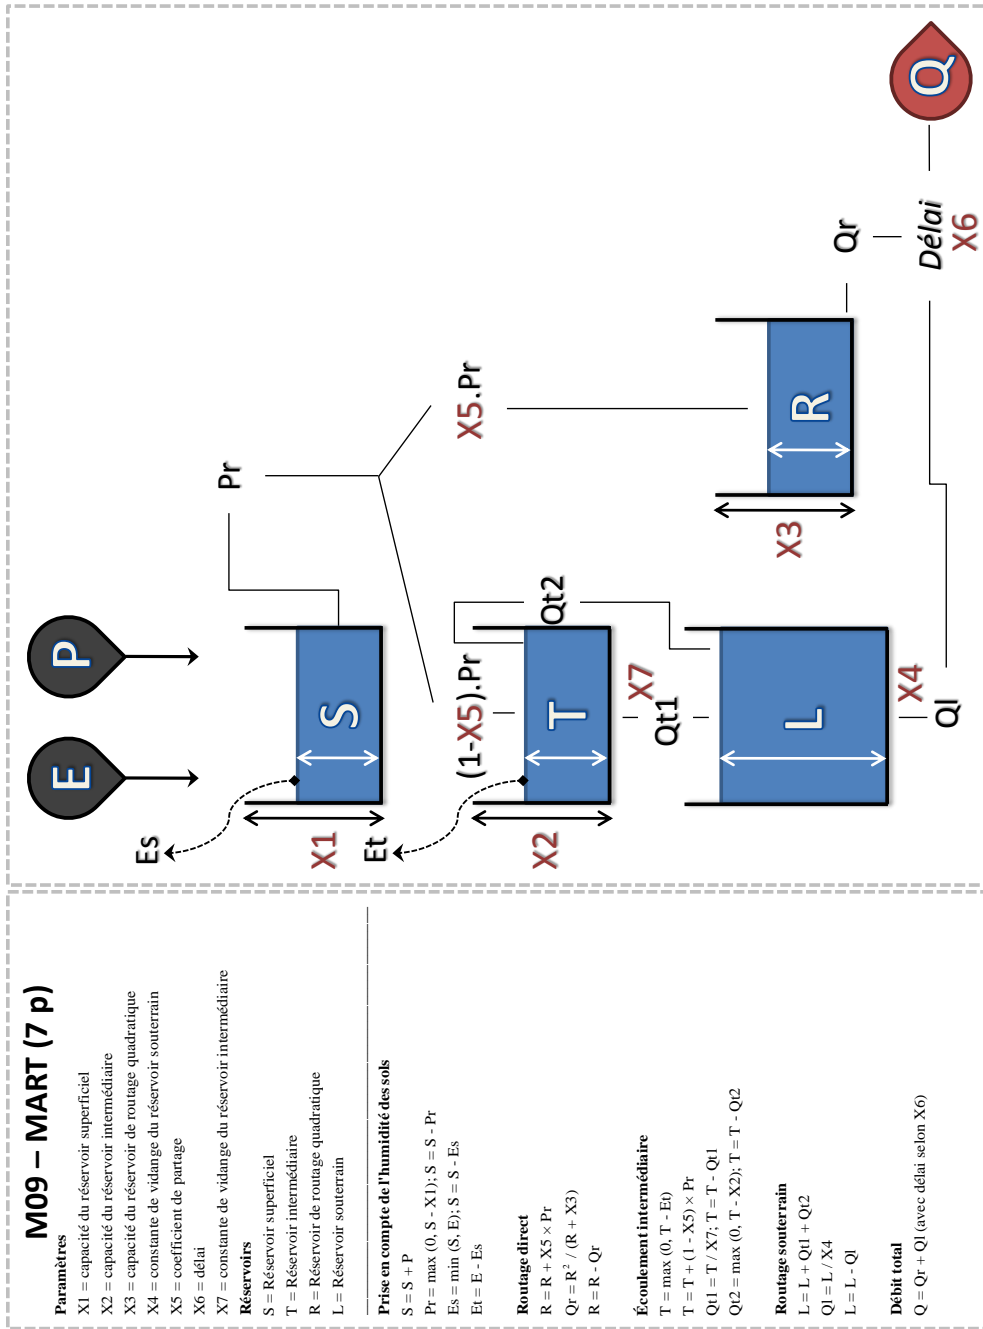 M09 – MART (7 p)
Paramètres
X1 = capacité du réservoir superficiel
X2 = capacité du réservoir intermédiaire
X3 = capacité du réservoir de routage quadratique
X4 = constante de vidange du réservoir souterrain
X5 = coefficient de partage
X6 = délai
X7 = constante de vidange du réservoir intermédiaire
Réservoirs
S = Réservoir superficiel
T = Réservoir intermédiaire
R = Réservoir de routage quadratique
L = Réservoir souterrain
Prise en compte de l'humidité des sols
S = S + P
Pr = max (0, S - X1); S = S - Pr
Es = min (S, E); S = S - Es
Et = E - Es
Routage direct
R = R + X5 × Pr
Qr = R² / (R + X3)
R = R - Qr
Écoulement intermédiaire
T = max (0, T - Et)
T = T + (1 - X5) × Pr
Qt1 = T / X7; T = T - Qt1
Qt2 = max (0, T - X2); T = T - Qt2
Routage souterrain
L = L + Qt1 + Qt2
Ql = L / X4
L = L - Ql
Débit total
Q = Qr + Ql (avec délai selon X6)
E
P
Es
Pr
X1
S
Et
(1-X5).Pr
X5.Pr
X2
T
Qt2
X7
Qt1
X3
R
L
Qr
X4
Ql
Délai
X6
Q